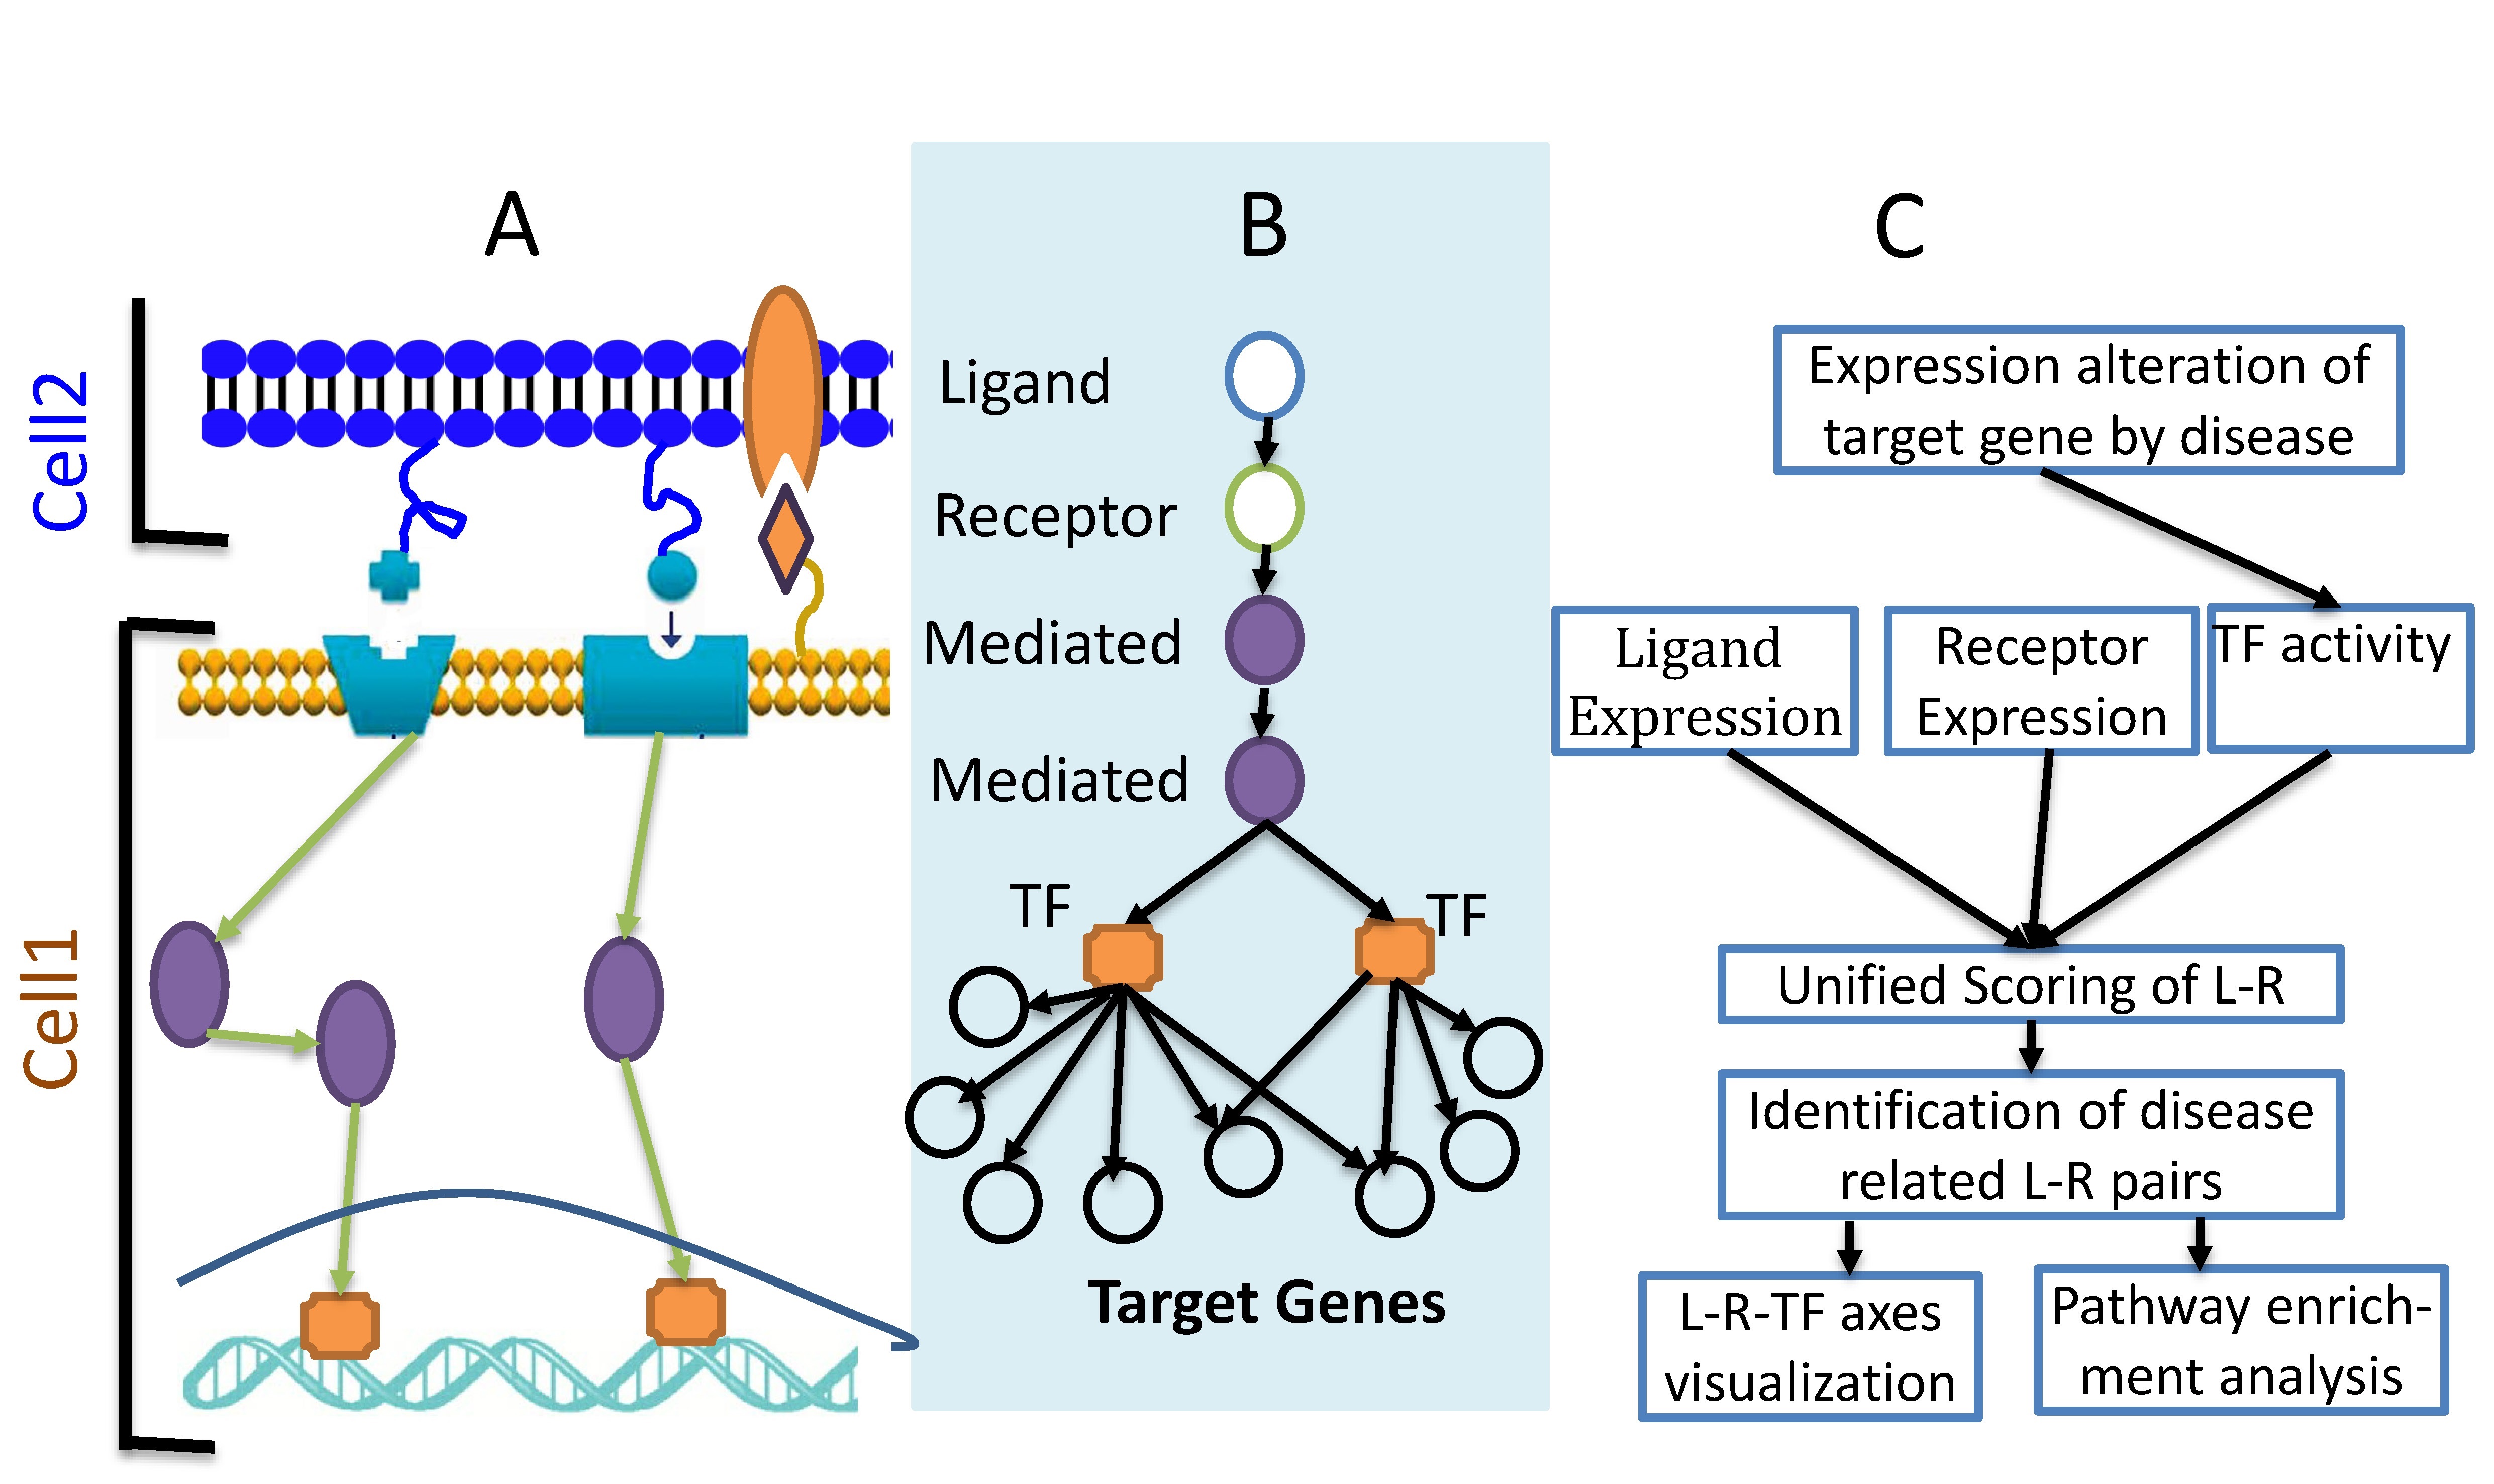 A
Cell2
Cell1
B
Ligand
Receptor
Mediated
Mediated
TF
TF
Target Genes
C
Expression alteration of
target gene by disease
Ligand
Expression
Receptor
Expression
TF activity
Unified Scoring of L-R
Identification of disease
related L-R pairs
L-R-TF axes
visualization
Pathway enrich-
ment analysis